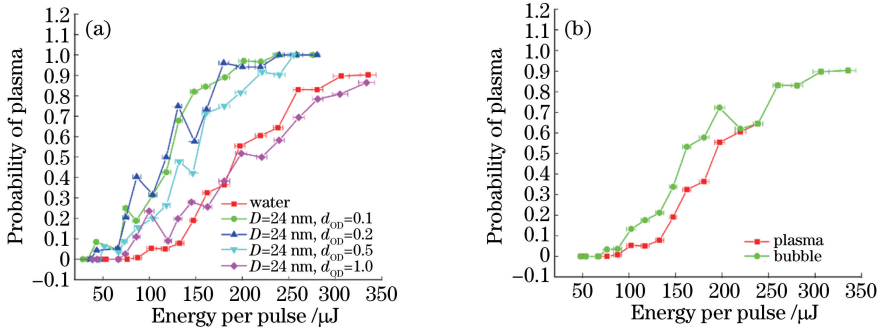 (a)
Probability of plasma
1.2
1.1
1.0
0.9
0.8
0.7
0.6
0.5
0.4
0.3
0.2
0.1
0
−0.1
50 100 150 200 250 300 350
Energy per pulse /μJ
water
D=24 nm, dOD=0.1
D=24 nm, dOD=0.2
D=24 nm, dOD=0.5
D=24 nm, dOD=1.0
(b)
Probability of plasma
1.2
1.1
1.0
0.9
0.8
0.7
0.6
0.5
0.4
0.3
0.2
0.1
0
−0.1
50 100 150 200 250 300 350
Energy per pulse /μJ
plasma
bubble